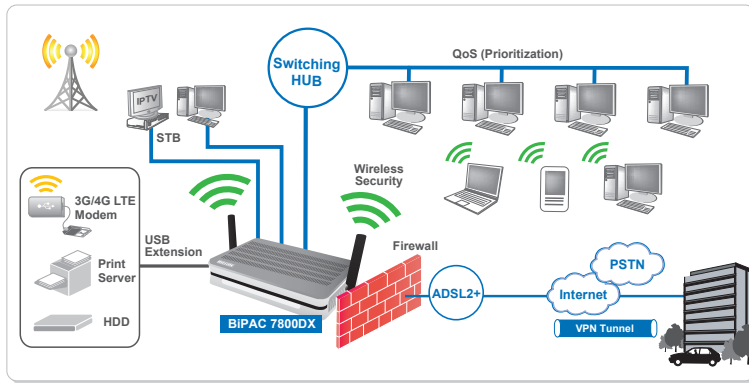 Switching
HUB
QoS (Prioritization)
IPTV
STB
Wireless
Security
3G/4G LTE
Modem
USB
Extension
Print
Server
HDD
Firewall
BiPAC 7800DX
ADSL2+
Internet
PSTN
VPN Tunnel